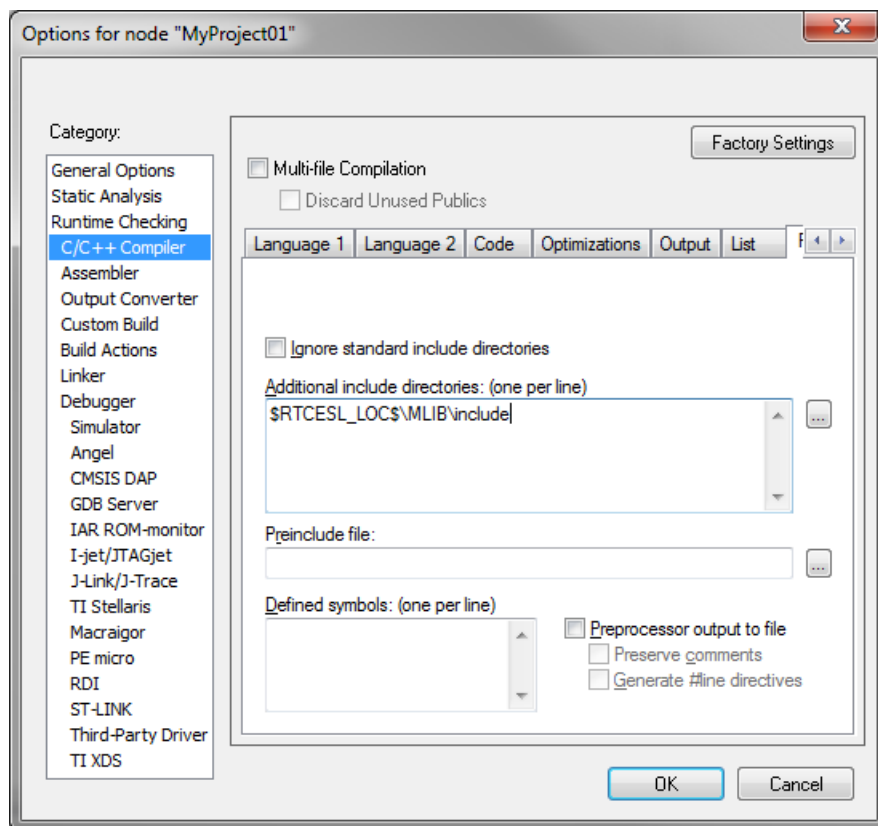 Options for node "MyProject01"
Category:
General Options
Static Analysis
Runtime Checking
C/C++ Compiler
Assembler
Output Converter
Custom Build
Build Actions
Linker
Debugger
Simulator
Angel
CMSIS DAP
GDB Server
IAR ROM-monitor
I-jet/JTAGjet
J-Link/J-Trace
TI Stellaris
Macraigor
PE micro
RDI
ST-LINK
Third-Party Driver
TI XDS
Factory Settings
Multi-file Compilation
Discard Unused Publics
Language 1 Language 2 Code Optimizations Output List
Ignore standard include directories
Additional include directories: (one per line)
$RTCESL_LOC$\MLIB\include
...
Preinclude file:
...
Defined symbols: (one per line)
Preprocessor output to file
Preserve comments
Generate #line directives
OK Cancel